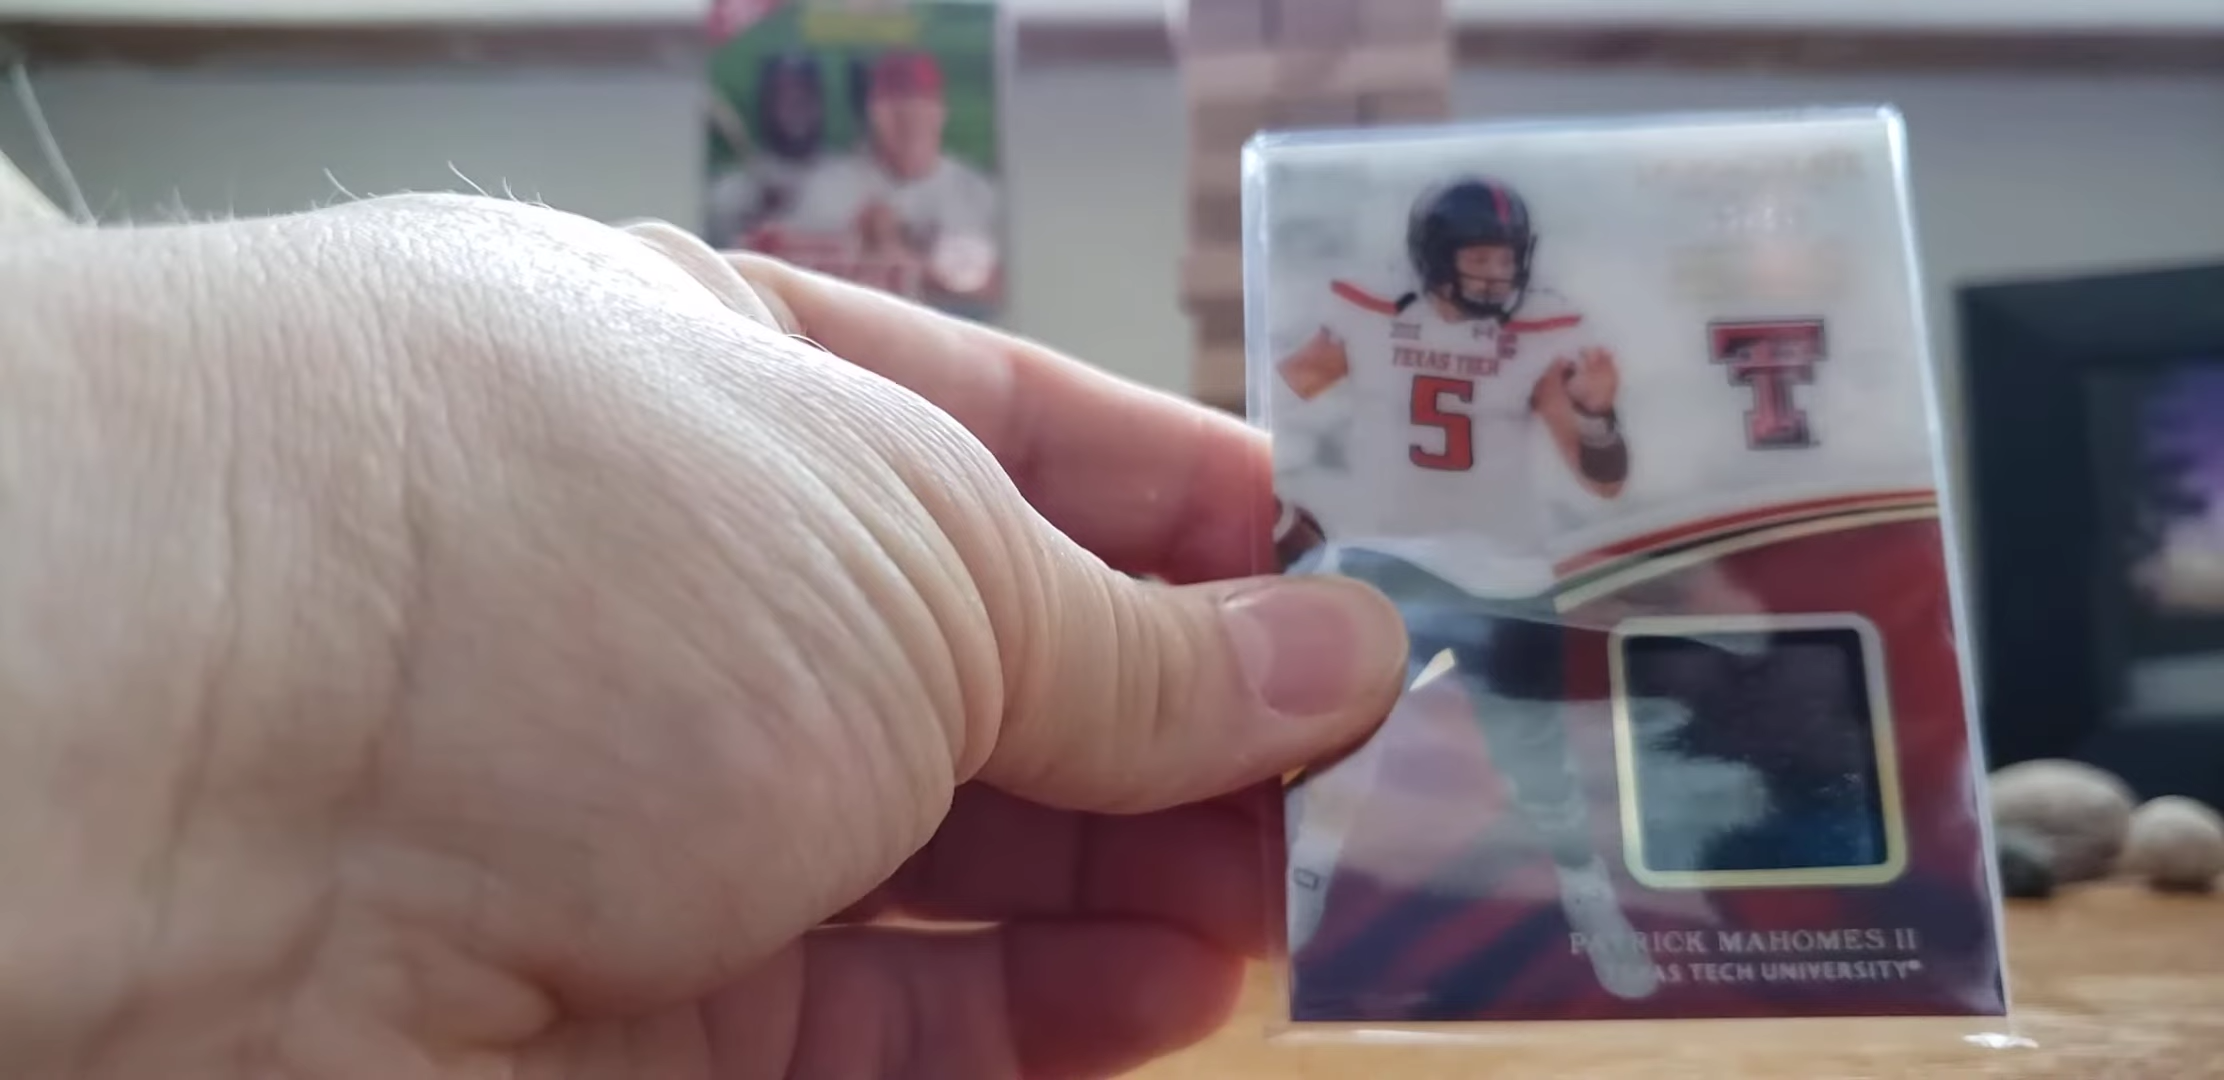 TEXAS TECH
5
PATRICK MAHOMES II
TEXAS TECH UNIVERSITY®